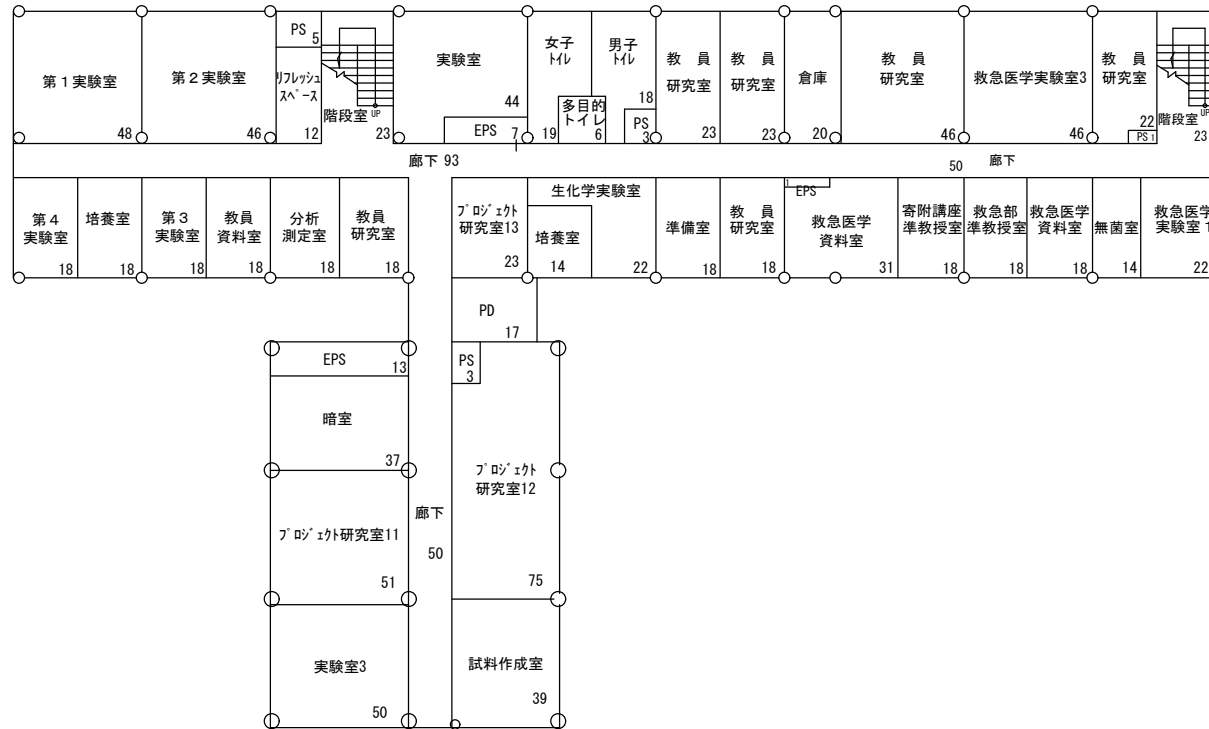 PS
5
第１実験室
48
第２実験室
46
ﾘﾌﾚｯｼｭ
ｽﾍﾟｰｽ
12
階段室
UP
23
実験室
44
EPS
7
女子
ﾄｲﾚ
19
男子
ﾄｲﾚ
18
多目的
トイレ
6
PS
3
教 員
研究室
23
教 員
研究室
23
倉庫
20
教 員
研究室
46
救急医学実験室3
46
教 員
研究室
22
PS 1
階段室
UP
23
廊下 93
50
廊下
第４
実験室
18
培養室
18
第３
実験室
18
教員
資料室
18
分析
測定室
18
教員
研究室
18
ﾌﾟﾛｼﾞｪｸﾄ
研究室13
23
生化学実験室
培養室
14
22
準備室
18
教 員
研究室
18
1
EPS
救急医学
資料室
31
寄附講座
準教授室
18
救急部
準教授室
18
救急医学
資料室
18
無菌室
14
救急医学
実験室1
22
PD
17
EPS
13
PS
3
暗室
37
ﾌﾟﾛｼﾞｪｸﾄ
研究室12
75
廊下
50
ﾌﾟﾛｼﾞｪｸﾄ研究室11
51
実験室3
50
試料作成室
39